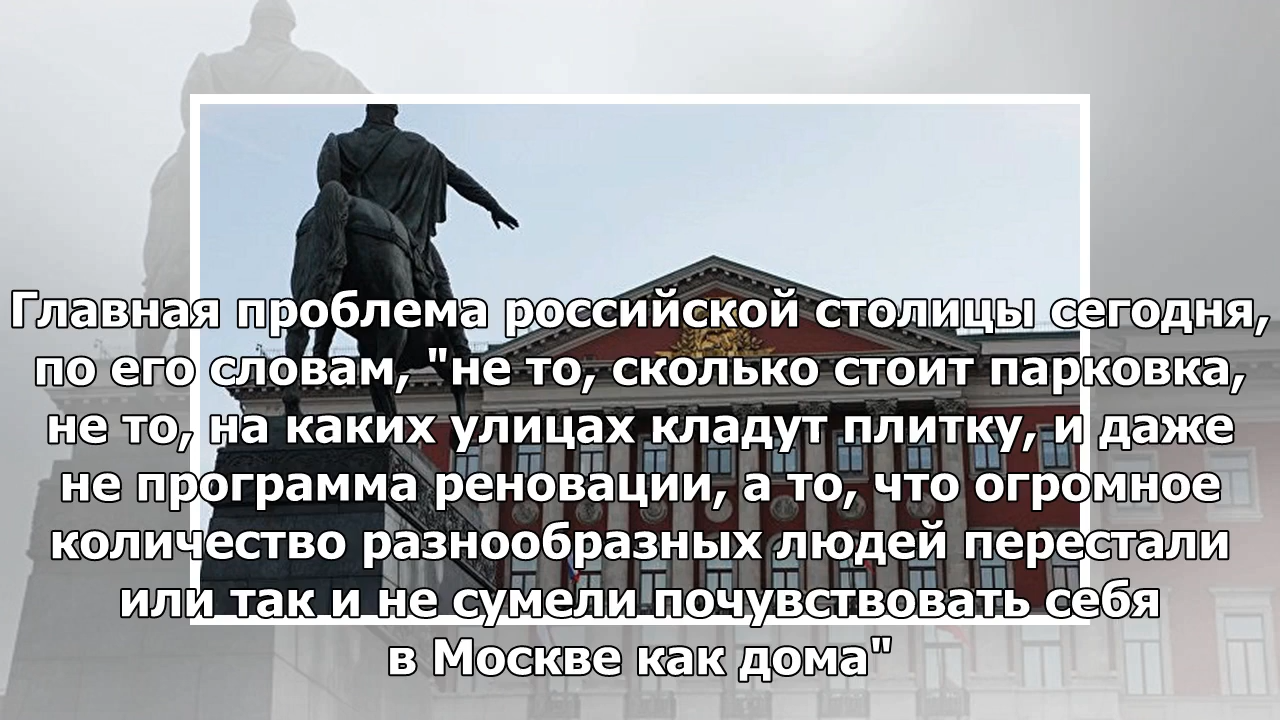 Главная проблема российской столицы сегодня,
по его словам, "не то, сколько стоит парковка,
не то, на каких улицах кладут плитку, и даже
не программа реновации, а то, что огромное
количество разнообразных людей перестали
или так и не сумели почувствовать себя
в Москве как дома"